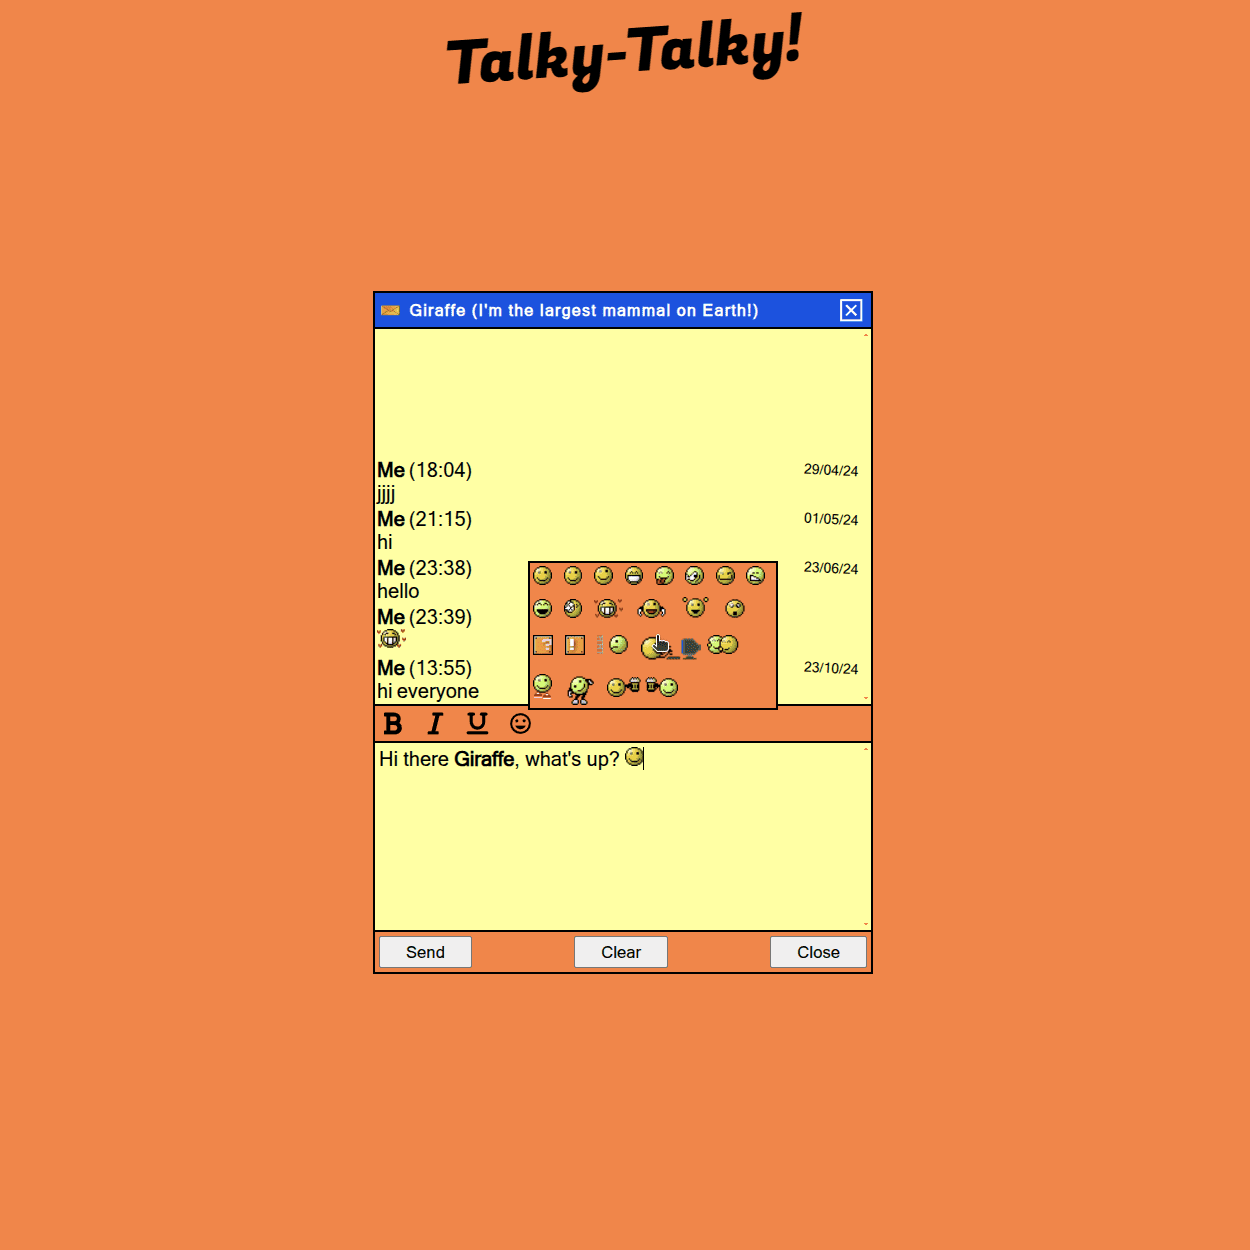 Talky-Talky!
Giraffe (I'm the largest mammal on Earth!)
Me (18:04) 29/04/24
jjjj
Me (21:15) 01/05/24
hi
Me (23:38) 23/06/24
hello
Me (23:39)
Me (13:55) 23/10/24
hi everyone
B I U
Hi there Giraffe, what's up?
Send Clear Close